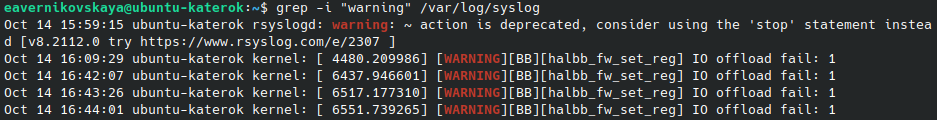 eavernikovskaya@ubuntu-katerok:~$ grep -i "warning" /var/log/syslog
Oct 14 15:59:15 ubuntu-katerok rsyslogd: warning: ~ action is deprecated, consider using the 'stop' statement instea
d [v8.2112.0 try https://www.rsyslog.com/e/2307 ]
Oct 14 16:09:29 ubuntu-katerok kernel: [ 4480.209986] [WARNING][BB][halbb_fw_set_reg] IO offload fail: 1
Oct 14 16:42:07 ubuntu-katerok kernel: [ 6437.946601] [WARNING][BB][halbb_fw_set_reg] IO offload fail: 1
Oct 14 16:43:26 ubuntu-katerok kernel: [ 6517.177310] [WARNING][BB][halbb_fw_set_reg] IO offload fail: 1
Oct 14 16:44:01 ubuntu-katerok kernel: [ 6551.739265] [WARNING][BB][halbb_fw_set_reg] IO offload fail: 1